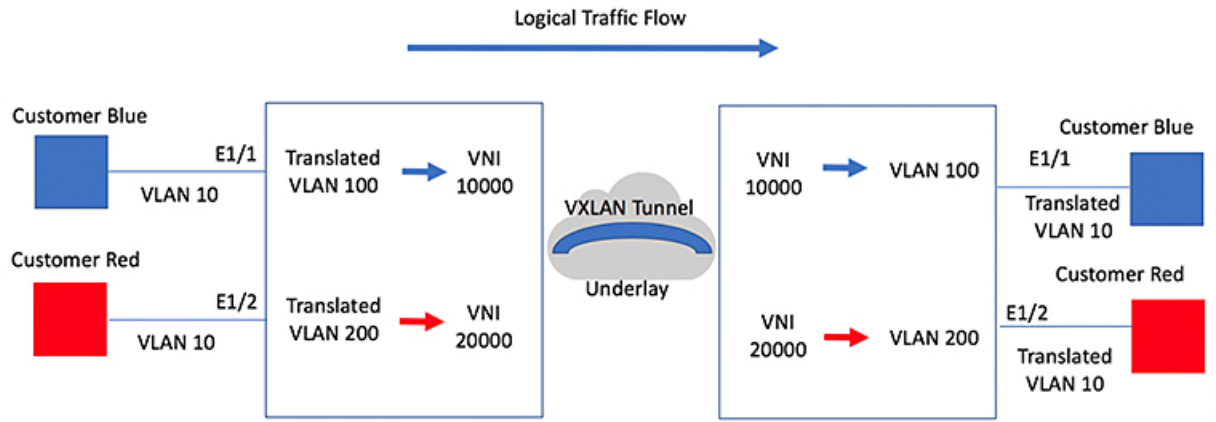 Logical Traffic Flow
Customer Blue
E1/1
VLAN 10
Translated
VLAN 100
VNI
10000
Customer Red
E1/2
VLAN 10
Translated
VLAN 200
VNI
20000
VXLAN Tunnel
Underlay
VNI
10000
VLAN 100
Customer Blue
E1/1
Translated
VLAN 10
VNI
20000
VLAN 200
Customer Red
E1/2
Translated
VLAN 10